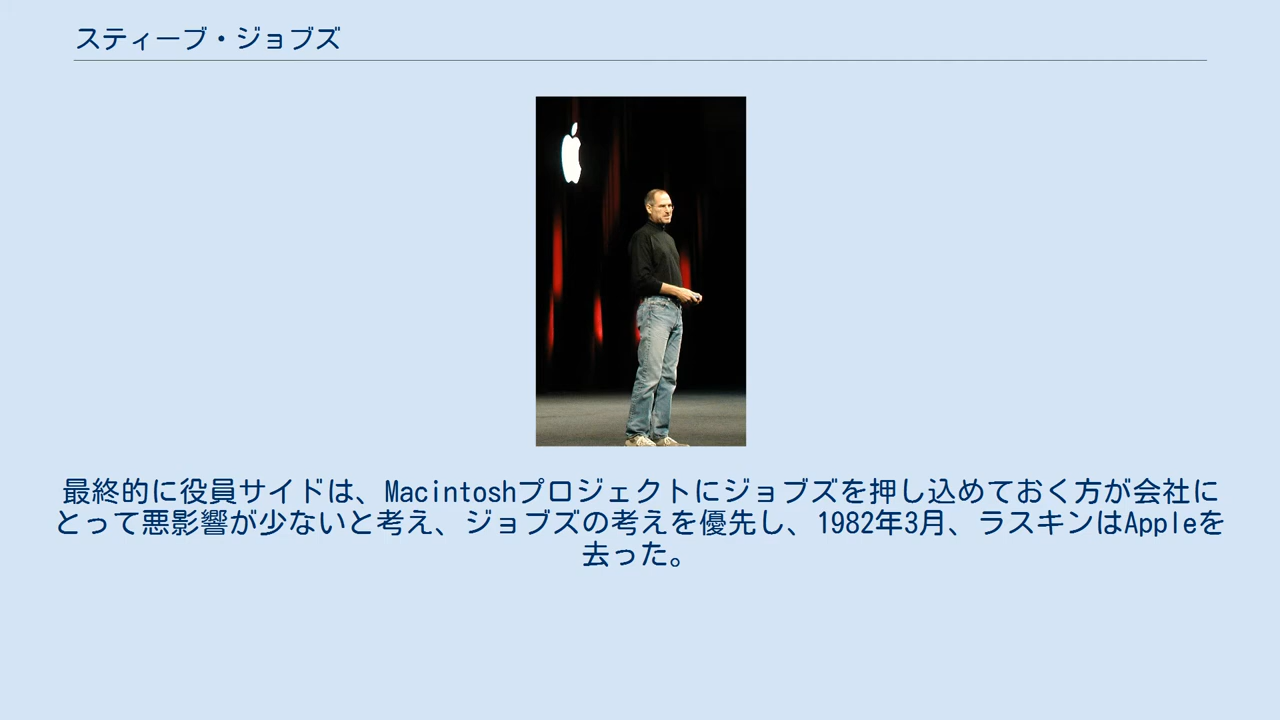 スティーブ・ジョブズ
最終的に役員サイドは、Macintoshプロジェクトにジョブズを押し込めておく方が会社に
とって悪影響が少ないと考え、ジョブズの考えを優先し、1982年3月、ラスキンはAppleを
去った。